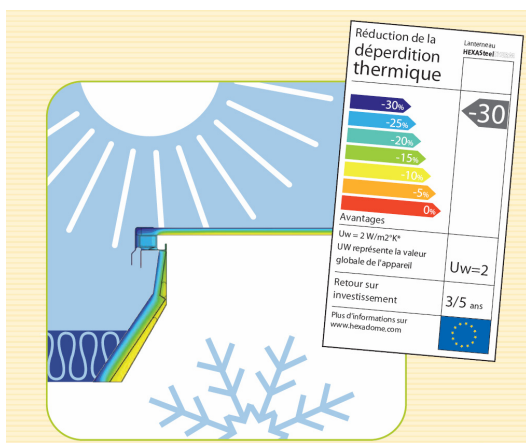 Réduction de la
déperdition
thermique
Lanterneau
HEXASteel
-30%
-25%
-20%
-15%
-10%
-5%
0%
-30
Avantages
Uw = 2 W/m2°K*
UW représente la valeur
globale de l'appareil
Uw=2
Retour sur
investissement
3/5 ans
Plus d'informations sur
www.hexadome.com